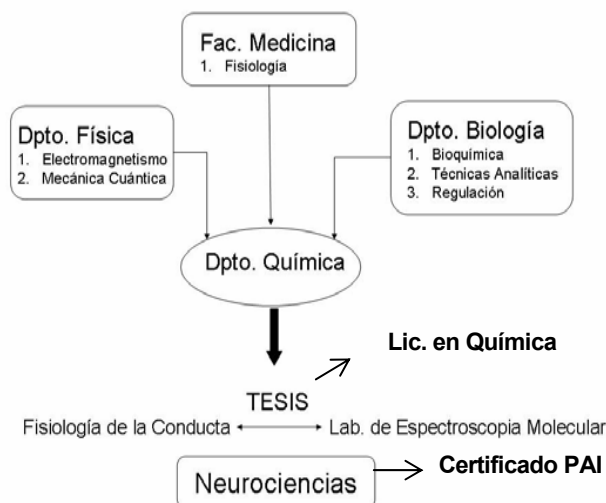 Fac. Medicina
1. Fisiología
Dpto. Física
1. Electromagnetismo
2. Mecánica Cuántica
Dpto. Biología
1. Bioquímica
2. Técnicas Analíticas
3. Regulación
Dpto. Química
Lic. en Química
TESIS
Fisiología de la Conducta
Lab. de Espectroscopia Molecular
Neurociencias
Certificado PAI